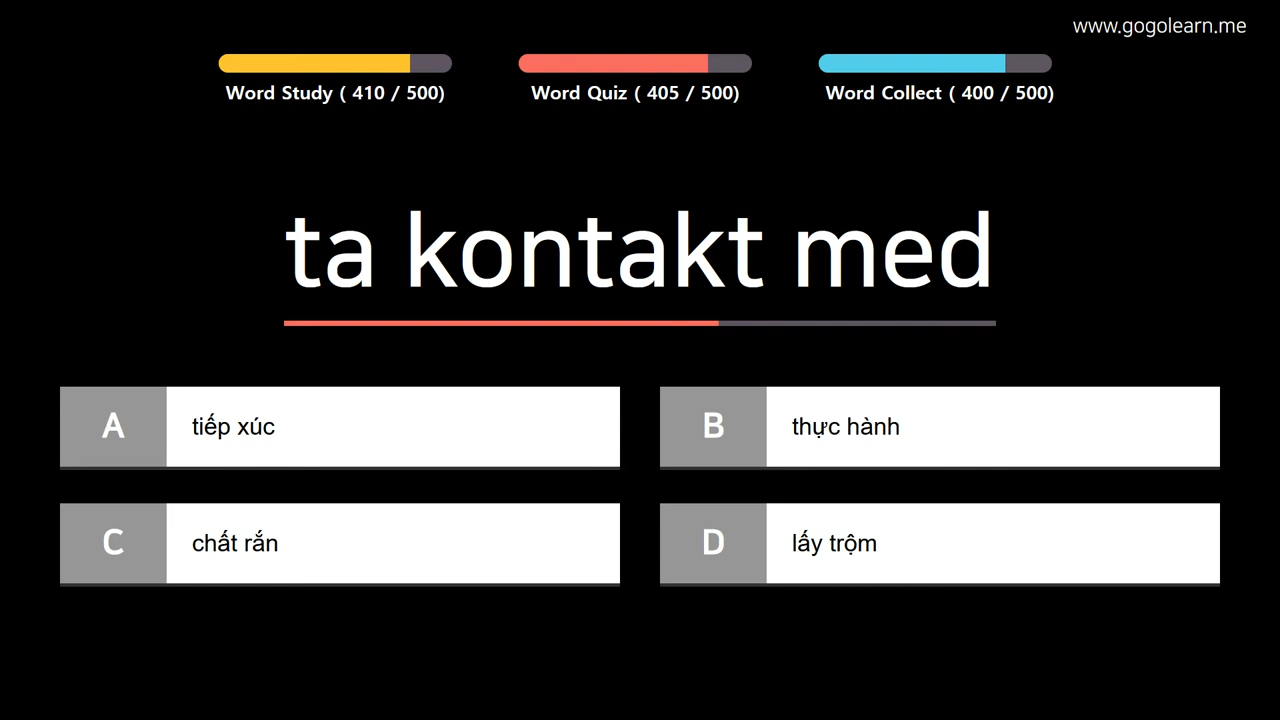 www.gogolearn.me
Word Study ( 410 / 500)
Word Quiz ( 405 / 500)
Word Collect ( 400 / 500)
ta kontakt med
A tiếp xúc
B thực hành
C chất rắn
D lấy trộm